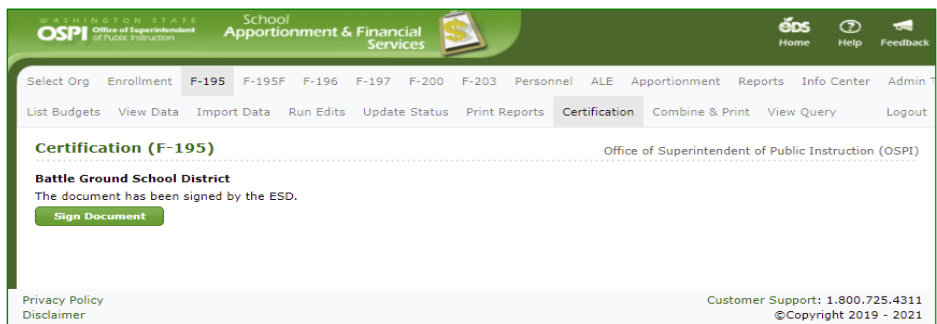 WASHINGTON STATE
OSPI Office of Superintendent of Public Instruction
School Apportionment & Financial Services
EDS Home
Help
Feedback
Select Org Enrollment F-195 F-195F F-196 F-197 F-200 F-203 Personnel ALE Apportionment Reports Info Center Admin T
List Budgets View Data Import Data Run Edits Update Status Print Reports Certification Combine & Print View Query Logout
Certification (F-195)
Office of Superintendent of Public Instruction (OSPI)
Battle Ground School District
The document has been signed by the ESD.
Sign Document
Privacy Policy
Customer Support: 1.800.725.4311
Disclaimer
©Copyright 2019 - 2021